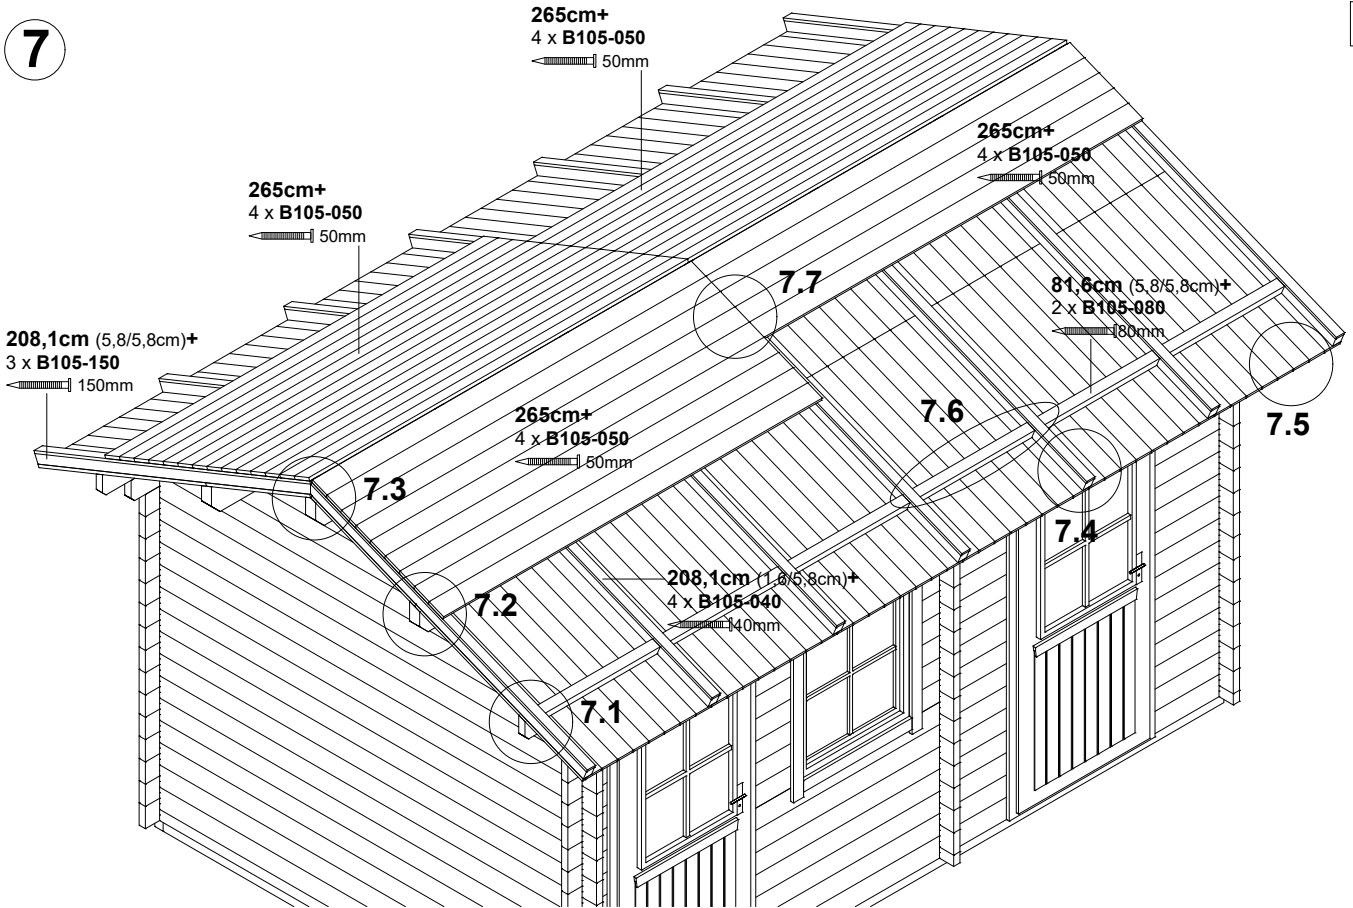 7
265cm+
4 x B105-050
50mm
265cm+
4 x B105-050
50mm
265cm+
4 x B105-050
50mm
7.7
81,6cm (5,8/5,8cm)+
2 x B105-080
80mm
208,1cm (5,8/5,8cm)+
3 x B105-150
150mm
7.6
7.5
265cm+
4 x B105-050
50mm
7.3
7.4
208,1cm (1,6/5,8cm)+
4 x B105-040
40mm
7.2
7.1